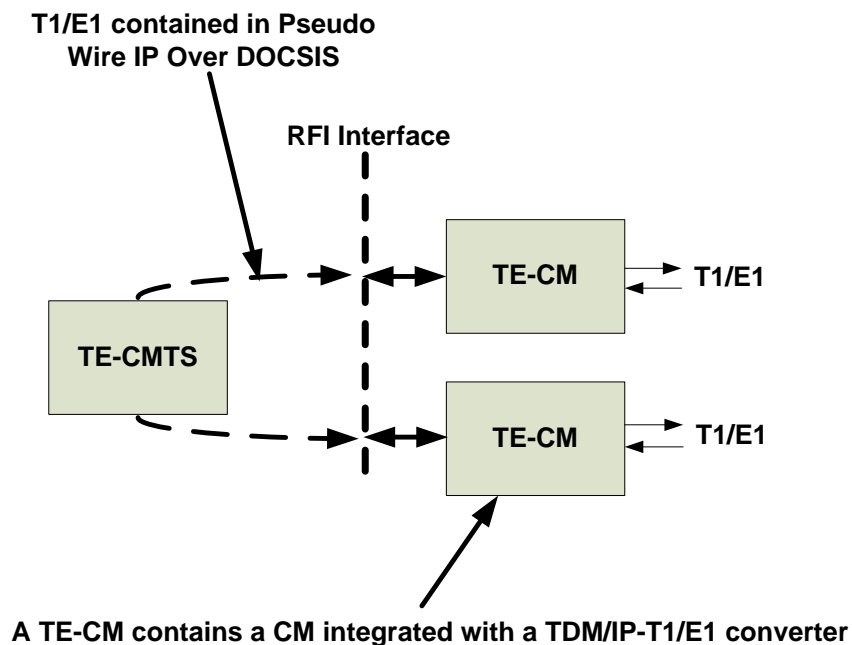 T1/E1 contained in Pseudo
Wire IP Over DOCSIS
RFI Interface
TE-CM
T1/E1
TE-CMTS
TE-CM
T1/E1
A TE-CM contains a CM integrated with a TDM/IP-T1/E1 converter